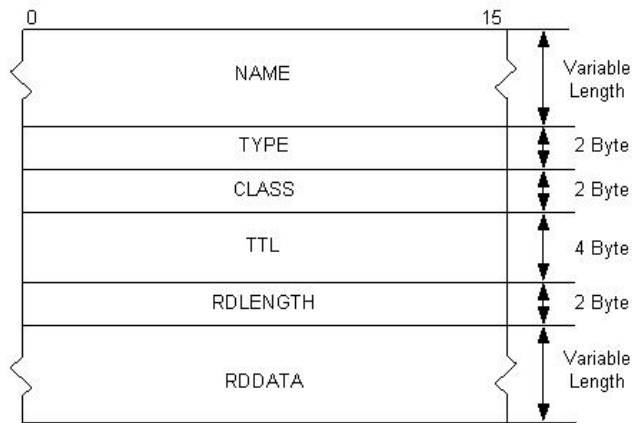 0 15
NAME
Variable
Length
TYPE
2 Byte
CLASS
2 Byte
TTL
4 Byte
RDLENGTH
2 Byte
RDDATA
Variable
Length